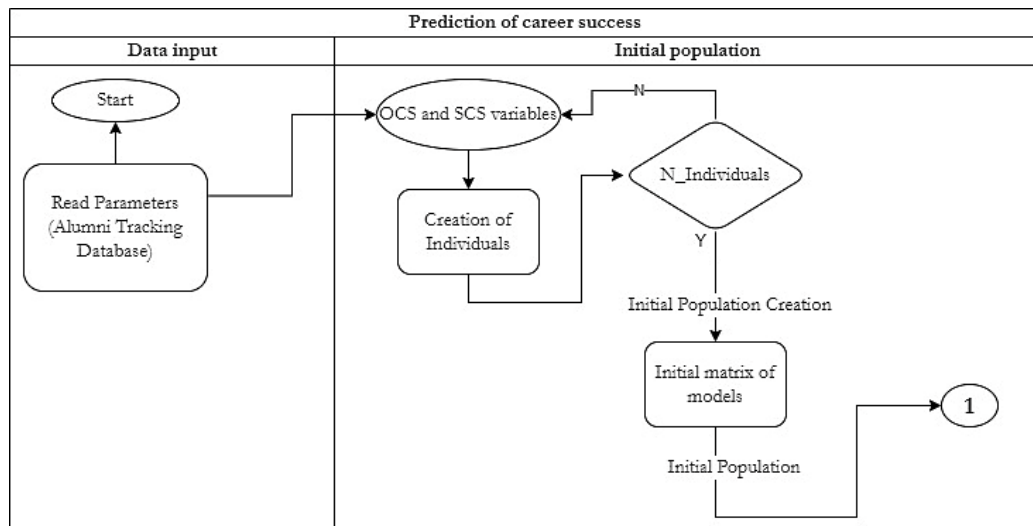 Prediction of career success
Data input
Initial population
Start
Read Parameters
(Alumni Tracking
Database)
OCS and SCS variables
N
Creation of
Individuals
N_Individuals
Y
Initial Population Creation
Initial matrix of
models
1
Initial Population